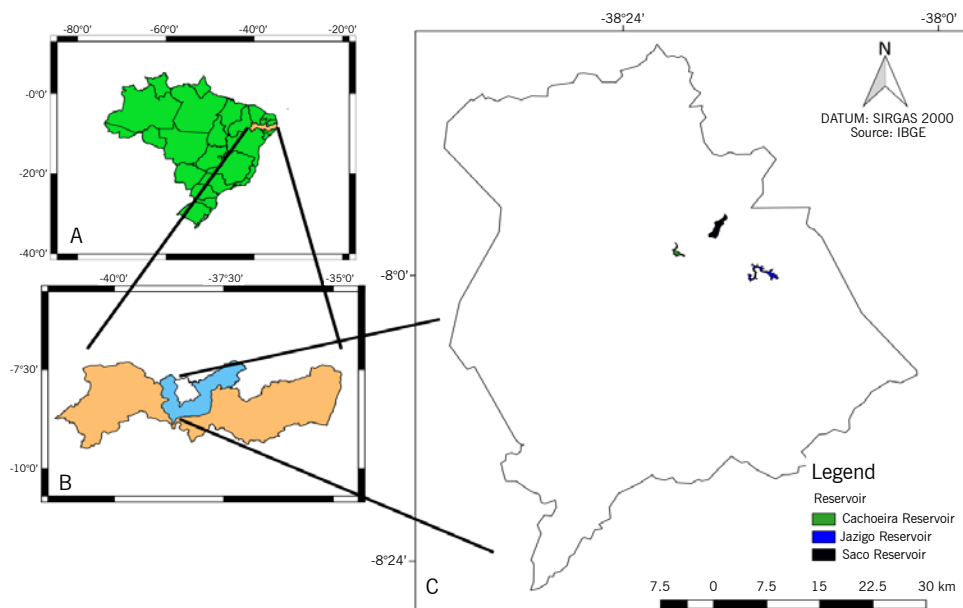 -80°0' -60°0' -40°0' -20°0'
-0°0'
-20°0'
-40°0'
A
-40°0' -37°30' -35°0'
-7°30'
-10°0'
B
-38°24' -38°0'
-8°0'
-8°24'
C
N
DATUM: SIRGAS 2000
Source: IBGE
Legend
Reservoir
Cachoeira Reservoir
Jazigo Reservoir
Saco Reservoir
7.5 0 7.5 15 22.5 30 km